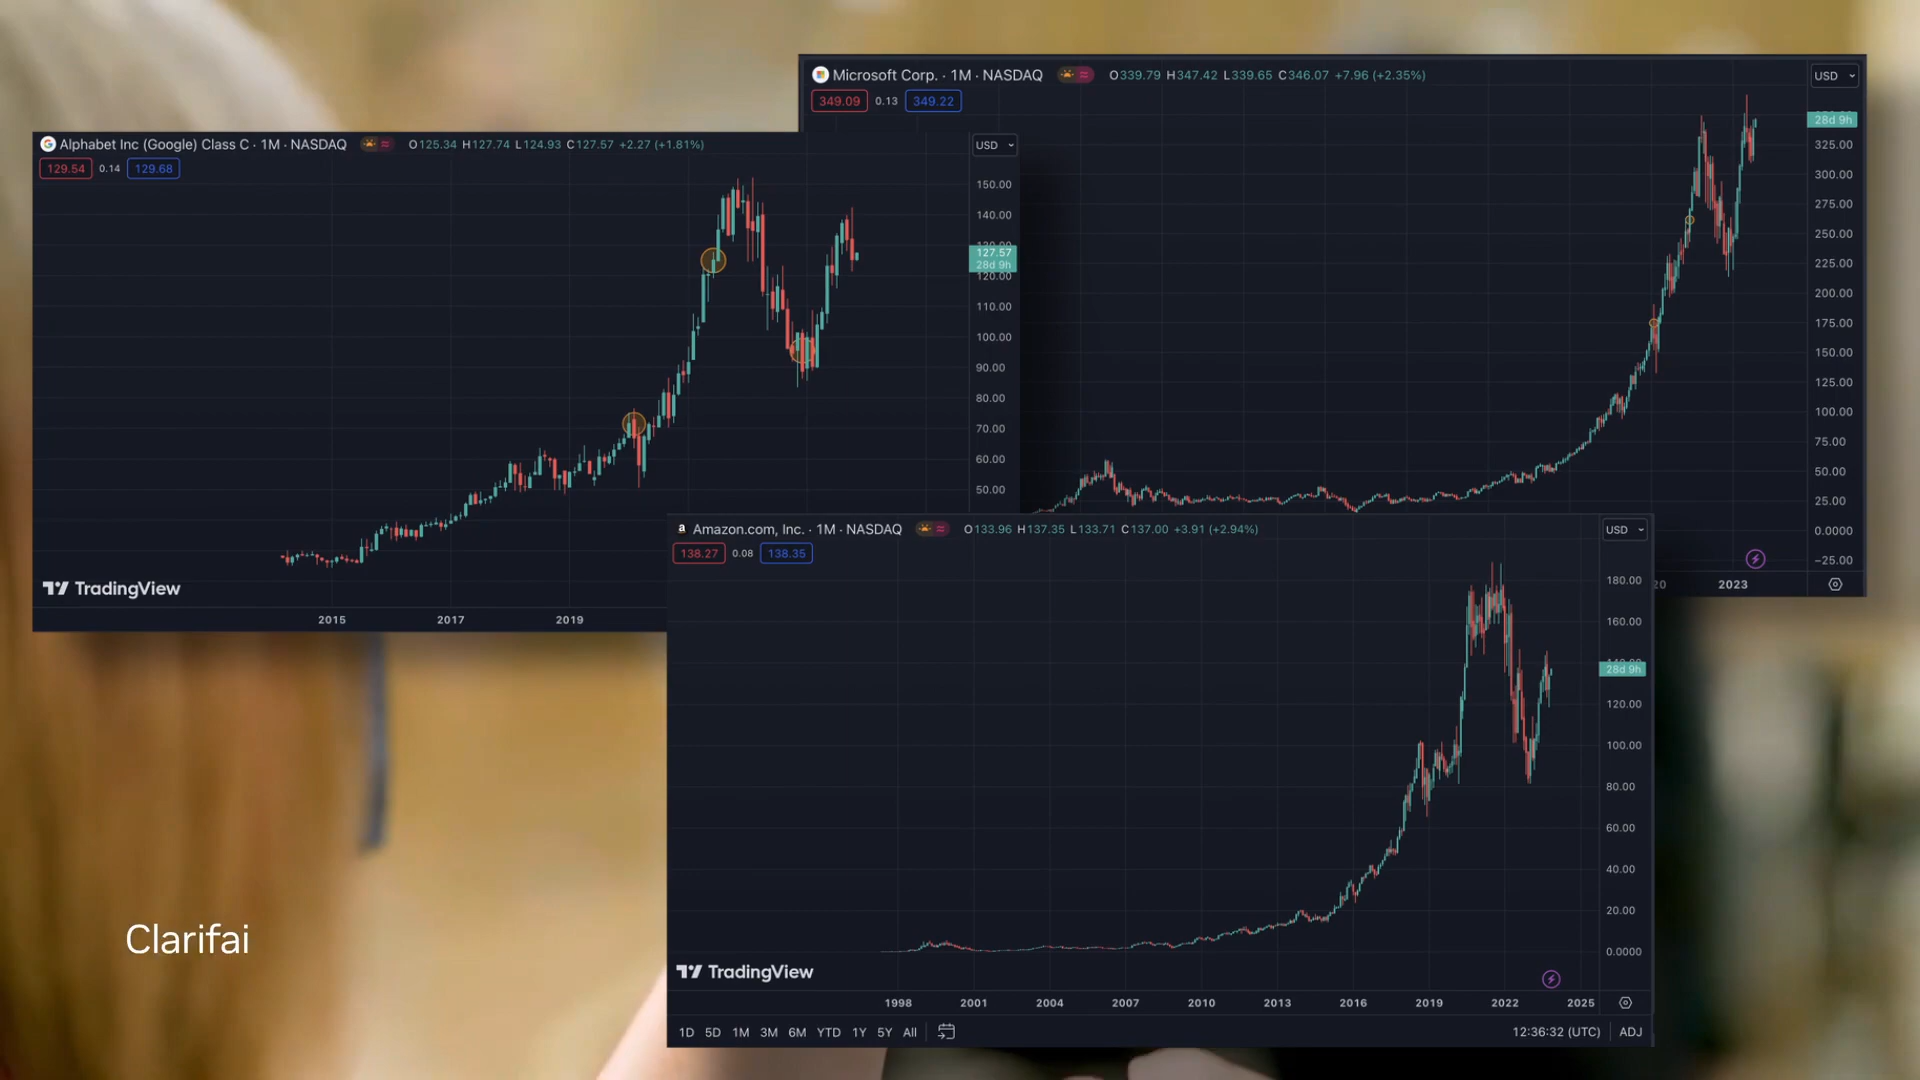 Microsoft Corp. · 1M · NASDAQ O339.79 H347.42 L339.65 C346.07 +7.96 (+2.35%) USD
349.09 0.13 349.22
28d 9h
325.00
300.00
275.00
250.00
225.00
200.00
175.00
150.00
125.00
100.00
75.00
50.00
25.00
0.0000
−25.00
20 2023
Alphabet Inc (Google) Class C · 1M · NASDAQ O125.34 H127.74 L124.93 C127.57 +2.27 (+1.81%) USD
129.54 0.14 129.68
150.00
140.00
130.00
127.57
28d 9h
120.00
110.00
100.00
90.00
80.00
70.00
60.00
50.00
TradingView
2015 2017 2019
Amazon.com, Inc. · 1M · NASDAQ O133.96 H137.35 L133.71 C137.00 +3.91 (+2.94%) USD
138.27 0.08 138.35
180.00
160.00
28d 9h
120.00
100.00
80.00
60.00
40.00
20.00
0.0000
TradingView
1998 2001 2004 2007 2010 2013 2016 2019 2022 2025
1D 5D 1M 3M 6M YTD 1Y 5Y All 12:36:32 (UTC) ADJ
Clarifai